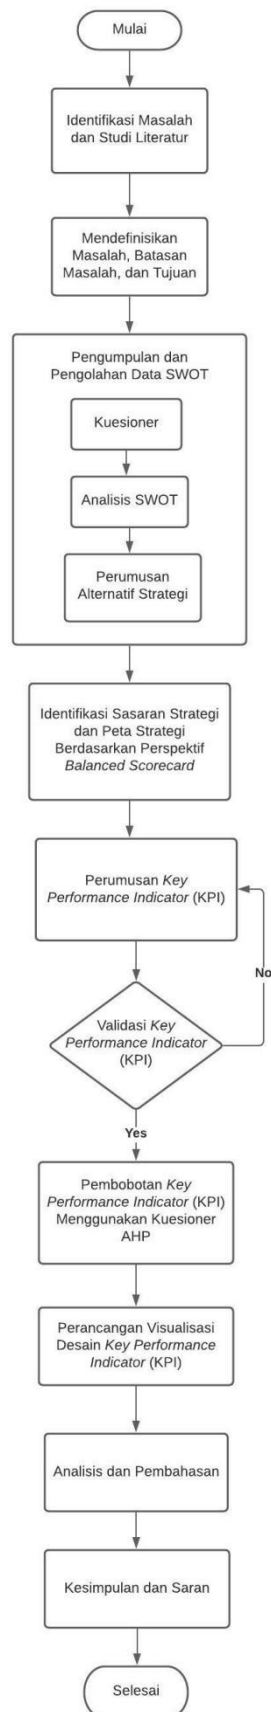 Mulai
Identifikasi Masalah
dan Studi Literatur
Mendefinisikan
Masalah, Batasan
Masalah, dan Tujuan
Pengumpulan dan
Pengolahan Data SWOT
Kuesioner
Analisis SWOT
Perumusan
Alternatif Strategi
Identifikasi Sasaran Strategi
dan Peta Strategi
Berdasarkan Perspektif
Balanced Scorecard
Perumusan Key
Performance Indicator (KPI)
No
Validasi Key
Performance Indicator
(KPI)
Yes
Pembobotan Key
Performance Indicator (KPI)
Menggunakan Kuesioner
AHP
Perancangan Visualisasi
Desain Key Performance
Indicator (KPI)
Analisis dan Pembahasan
Kesimpulan dan Saran
Selesai